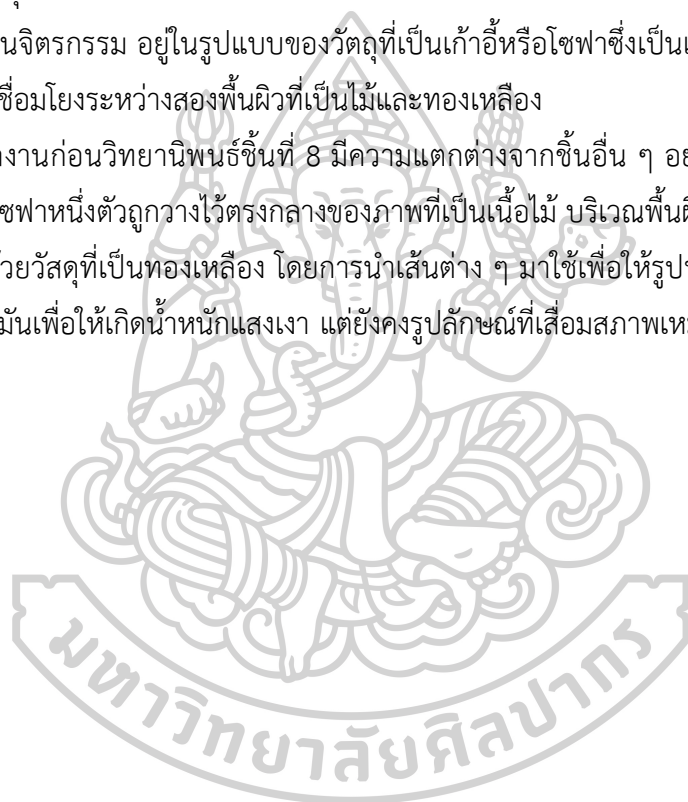 นจิตรกรรม อยู่ในรูปแบบของวัตถุที่เป็นเก้าอี้หรือโซฟาซึ่งเป็น
ชื่อมโยงระหว่างสองพื้นผิวที่เป็นไม้และทองเหลือง
งานก่อนวิทยานิพนธ์ชิ้นที่ 8 มีความแตกต่างจากชิ้นอื่น ๆ อย
ซฟาหนึ่งตัวถูกวางไว้ตรงกลางของภาพที่เป็นเนื้อไม้ บริเวณพื้นผิ
วยวัสดุที่เป็นทองเหลือง โดยการนำเส้นต่าง ๆ มาใช้เพื่อให้รูป
มันเพื่อให้เกิดน้ำหนักแสงเงา แต่ยังคงรูปลักษณ์ที่เสื่อมสภาพเห
มหาวิทยาลัยศิลปากร